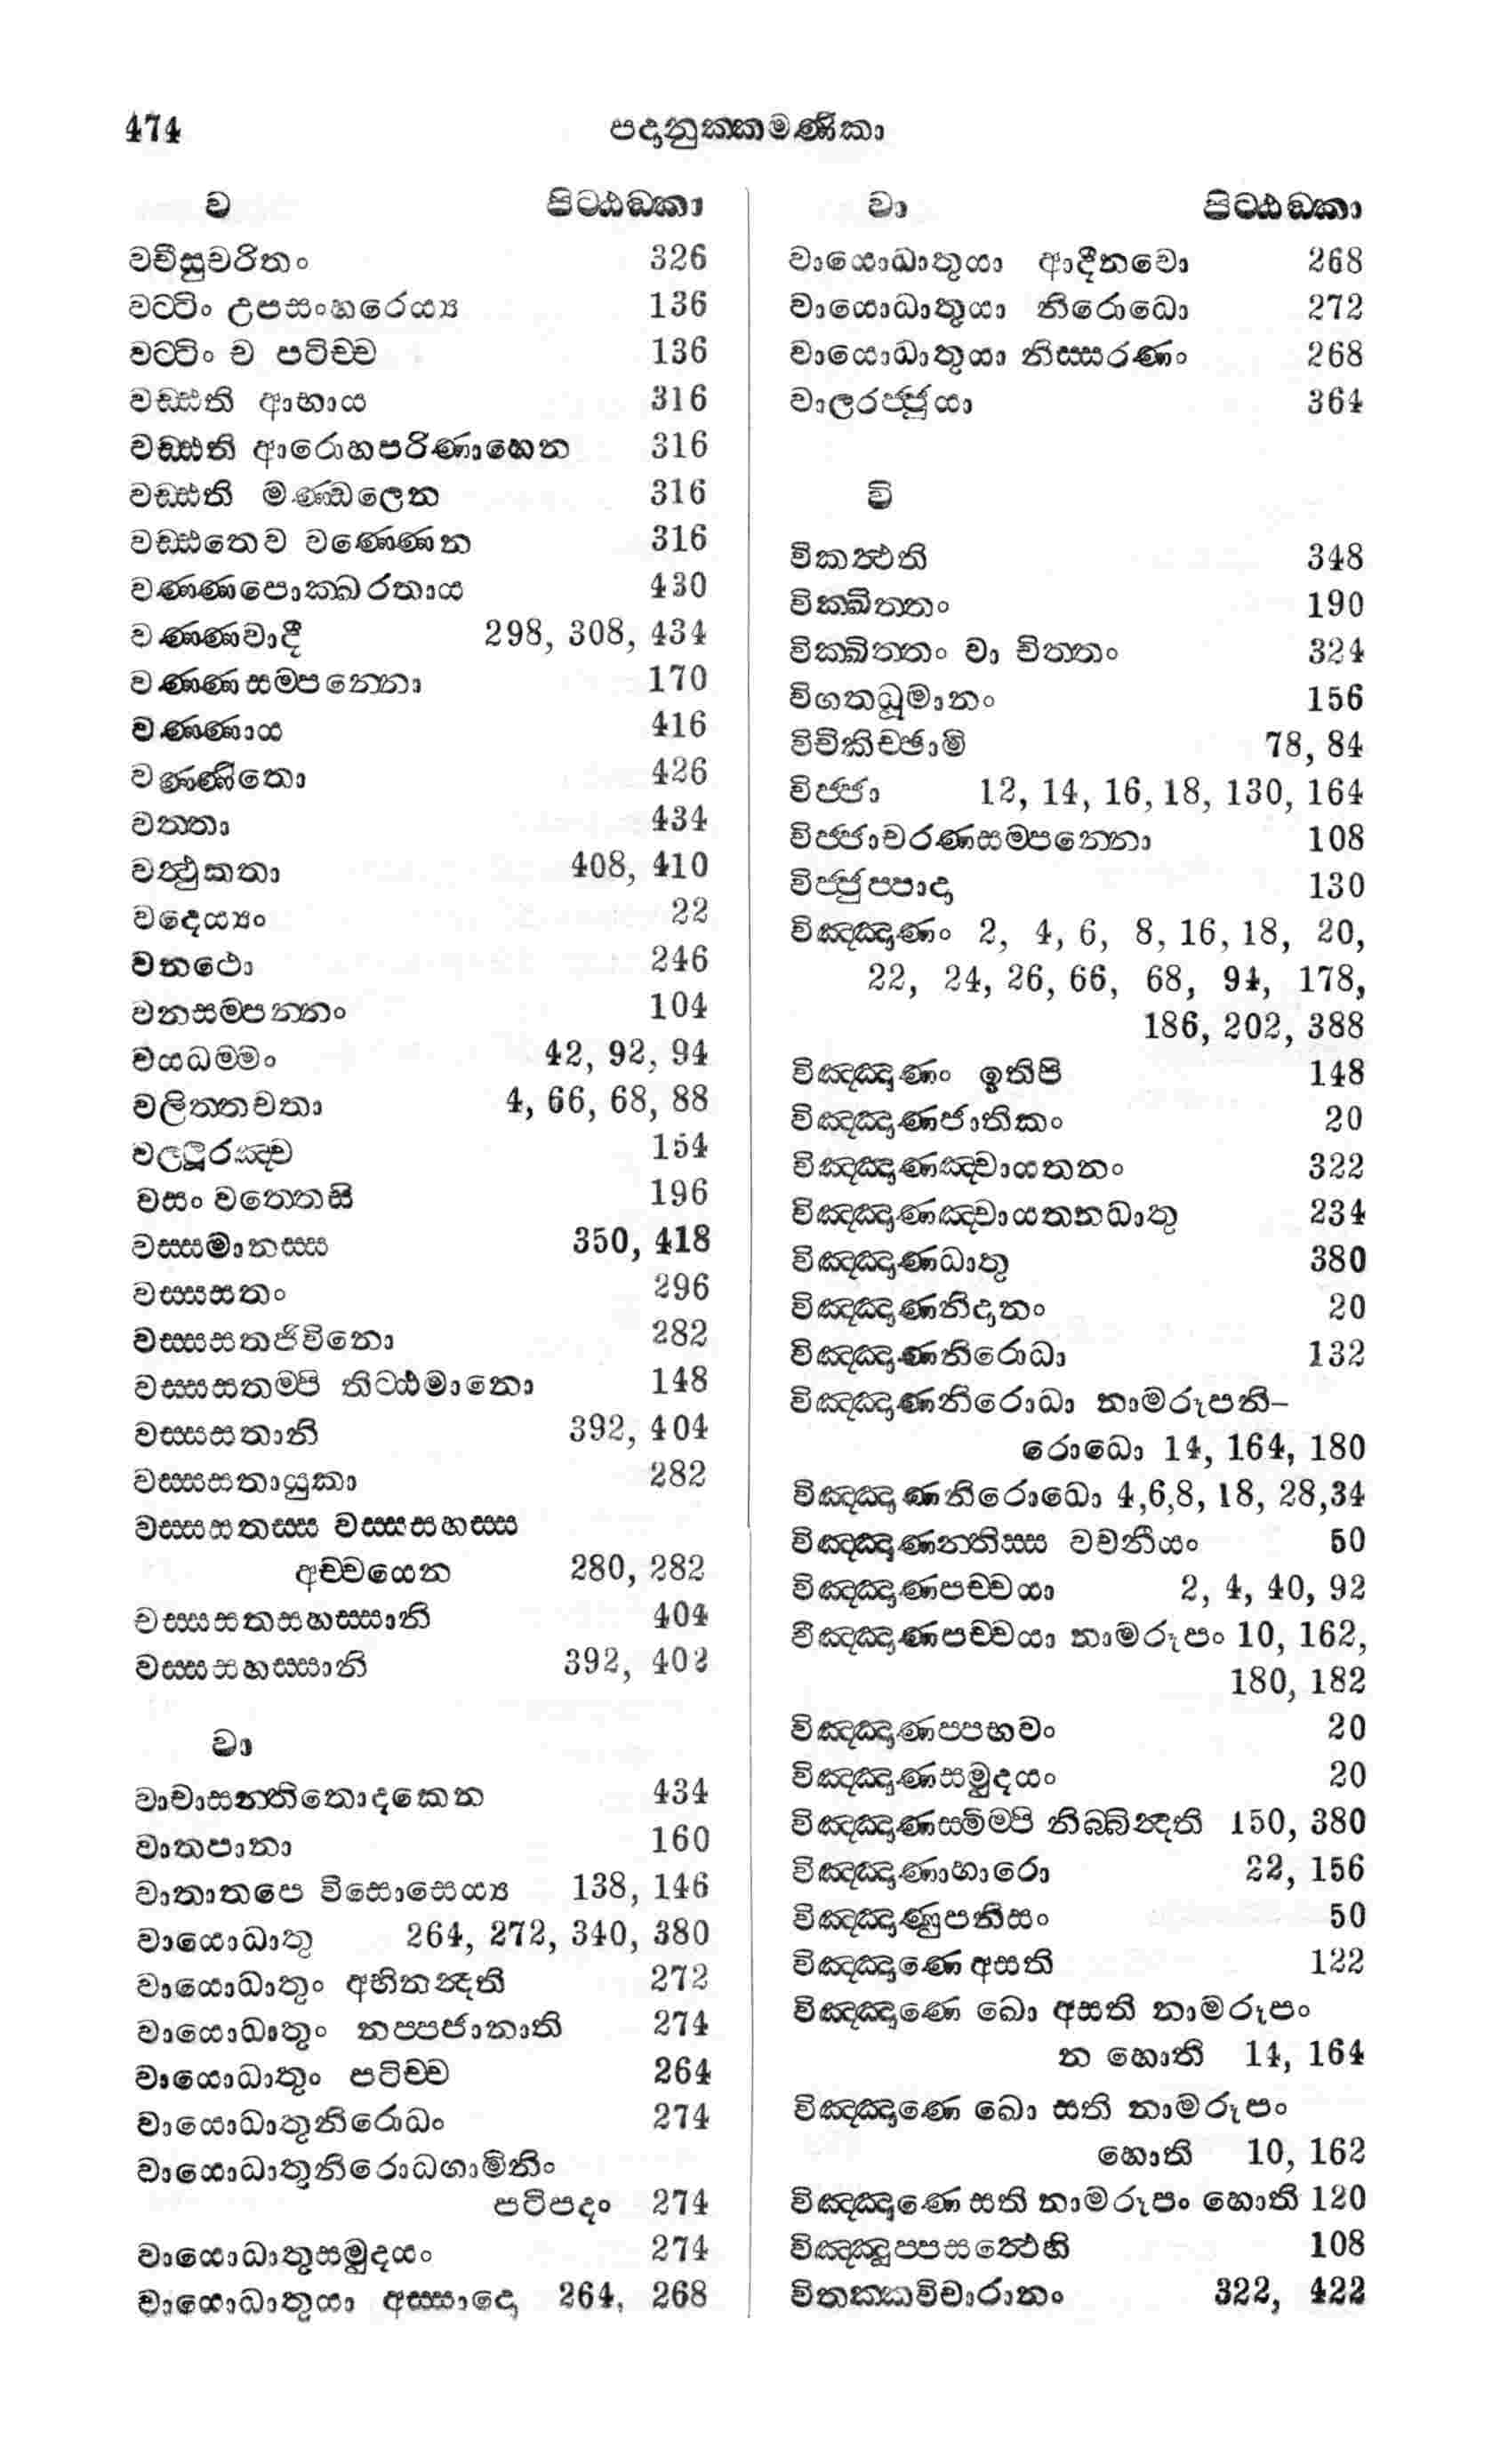 474
පදානුක්කමණිකා
ව පිට්ඨඞ්කා
වචීසුචරිතං 326
වට්ටිං උපසංහරෙය්‍ය 136
වට්ටිං ච පටිච්ච 136
වඩ්ඪති ආභාය 316
වඩ්ඪති ආරොහපරිණාහෙන 316
වඩ්ඪති මණ්ඩලෙන 316
වඩ්ඪතෙව වණ්ණෙන 316
වණ්ණපොක්ඛරතාය 430
වණ්ණවාදී 298, 308, 434
වණ්ණසම්පන්නො 170
වණ්ණාය 416
වණ්ණිතො 426
වත්තා 434
වත්‍ථුකතා 408, 410
වදෙය්‍යං 22
වනථො 246
වනසම්පන්නං 104
වයධම්මං 42, 92, 94
වලිත්තචතා 4, 66, 68, 88
වල්ලූරඤ්ච 154
වසං වත්තෙසි 196
වස්සමානස්ස 350, 418
වස්සසතං 296
වස්සසතජීවිනො 282
වස්සසතම්පි නිට්ඨමානො 148
වස්සසතානි 392, 404
වස්සසතායුකා 282
වස්සසතස්ස වස්සසහස්ස
අච්චයෙන 280, 282
වස්සසතසහස්සානි 404
වස්සසහස්සානි 392, 402
වා
වාචාසන්නිතොදකෙන 434
වාතපානා 160
වාතාතපෙ විසොසෙය්‍ය 138, 146
වායොධාතු 264, 272, 340, 380
වායොධාතුං අභිනන්‍දති 272
වායොධාතුං නප්පජානාති 274
වායොධාතුං පටිච්ච 264
වායොධාතුනිරොධං 274
වායොධාතුනිරොධගාමිනිං
පටිපදං 274
වායොධාතුසමුදයං 274
වායොධාතුයා අස්සාදො 264, 268
වා පිට්ඨඞ්කා
වායොධාතුයා ආදීනවො 268
වායොධාතුයා නිරොධො 272
වායොධාතුයා නිස්සරණං 268
වාලරජ්ජුයා 364
වි
විකත්‍ථති 348
වික්ඛිත්තං 190
වික්ඛිත්තං වා චිත්තං 324
විගතධූමානං 156
විචිකිච්ඡාමි 78, 84
විජ්ජා 12, 14, 16, 18, 130, 164
විජ්ජාචරණසම්පන්නො 108
විජ්ජුප්පාදා 130
විඤ්ඤාණං 2, 4, 6, 8, 16, 18, 20,
22, 24, 26, 66, 68, 94, 178,
186, 202, 388
විඤ්ඤාණං ඉතිපි 148
විඤ්ඤාණජාතිකං 20
විඤ්ඤාණඤ්චායතනං 322
විඤ්ඤාණඤ්චායතනධාතු 234
විඤ්ඤාණධාතු 380
විඤ්ඤාණනිදානං 20
විඤ්ඤාණනිරොධා 132
විඤ්ඤාණනිරොධා නාමරූපනි-
රොධො 14, 164, 180
විඤ්ඤාණනිරොධො 4,6,8, 18, 28,34
විඤ්ඤාණන්තිස්ස වචනීයං 50
විඤ්ඤාණපච්චයා 2, 4, 40, 92
විඤ්ඤාණපච්චයා නාමරූපං 10, 162,
180, 182
විඤ්ඤාණප්පභවං 20
විඤ්ඤාණසමුදයං 20
විඤ්ඤාණස්මිම්පි නිබ්බින්‍දති 150, 380
විඤ්ඤාණාහාරො 22, 156
විඤ්ඤාණුපනිසං 50
විඤ්ඤාණෙ අසති 122
විඤ්ඤාණෙ ඛො අසති නාමරූපං
න හොති 14, 164
විඤ්ඤාණෙ ඛො සති නාමරූපං
හොති 10, 162
විඤ්ඤාණෙ සති නාමරූපං හොති 120
විඤ්ඤුප්පසත්‍ථෙහි 108
විතක්කවිචාරානං 322, 422